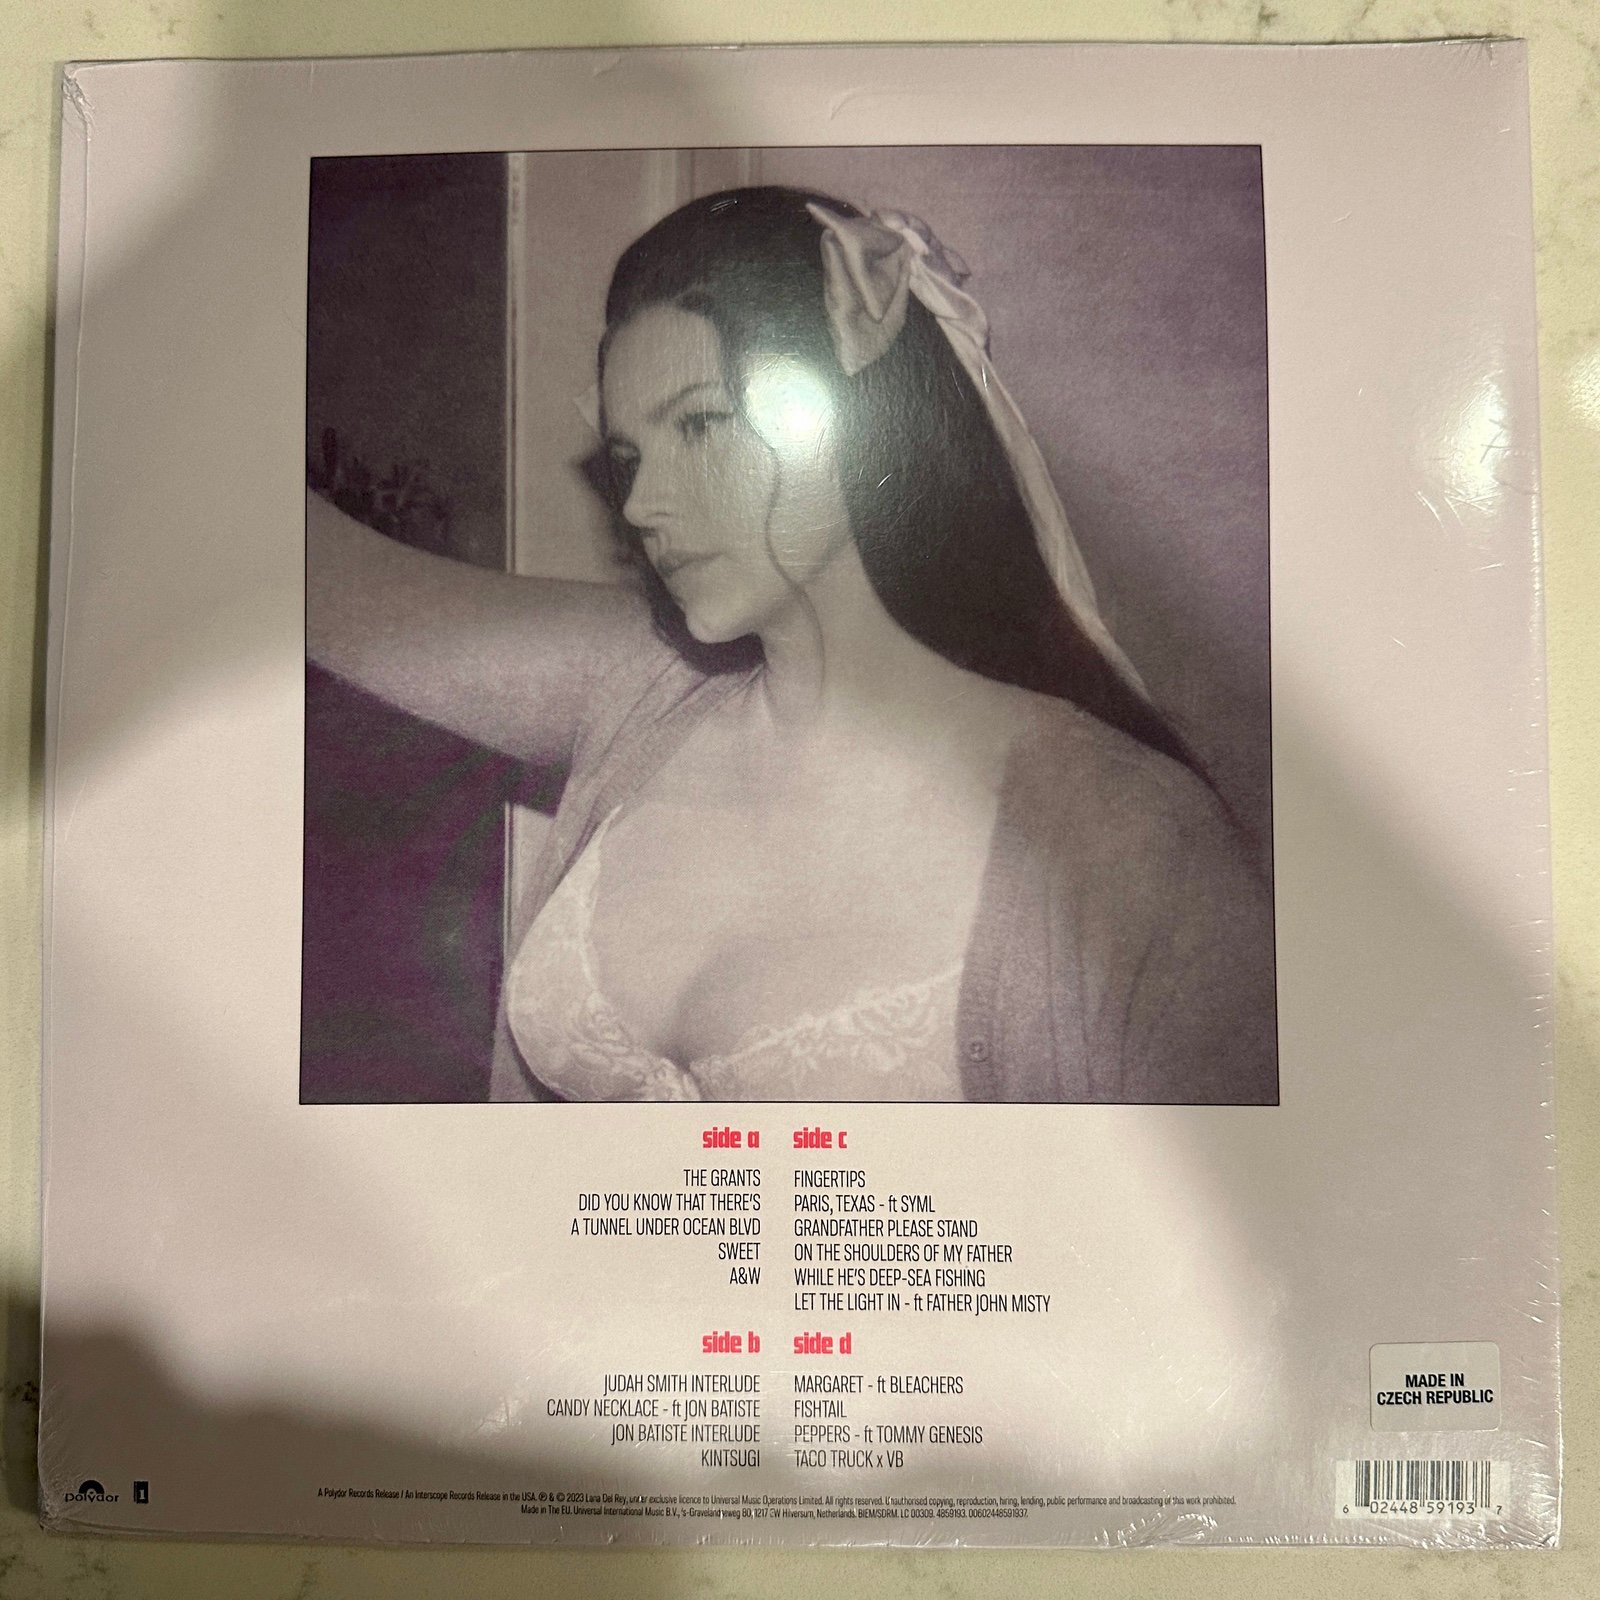 side a
THE GRANTS
DID YOU KNOW THAT THERE'S
A TUNNEL UNDER OCEAN BLVD
SWEET
A&W
side c
FINGERTIPS
PARIS, TEXAS - ft SYML
GRANDFATHER PLEASE STAND
ON THE SHOULDERS OF MY FATHER
WHILE HE'S DEEP-SEA FISHING
LET THE LIGHT IN - ft FATHER JOHN MISTY
side b
JUDAH SMITH INTERLUDE
CANDY NECKLACE - ft JON BATISTE
JON BATISTE INTERLUDE
KINTSUGI
side d
MARGARET - ft BLEACHERS
FISHTAIL
PEPPERS - ft TOMMY GENESIS
TACO TRUCK x VB
MADE IN
CZECH REPUBLIC
polydor
A Polydor Records Release / An Interscope Records Release in the USA. ℗ & © 2023 Lana Del Rey, under exclusive licence to Universal Music Operations Limited. All rights reserved. Unauthorised copying, reproduction, hiring, lending, public performance and broadcasting of this work prohibited.
Made in The EU. Universal International Music B.V., 's-Gravelandseweg 80, 1217 EW Hilversum, Netherlands. BIEM/SDRM. LC 00309. 4859193. 00602448591937.
6 02448 59193 7